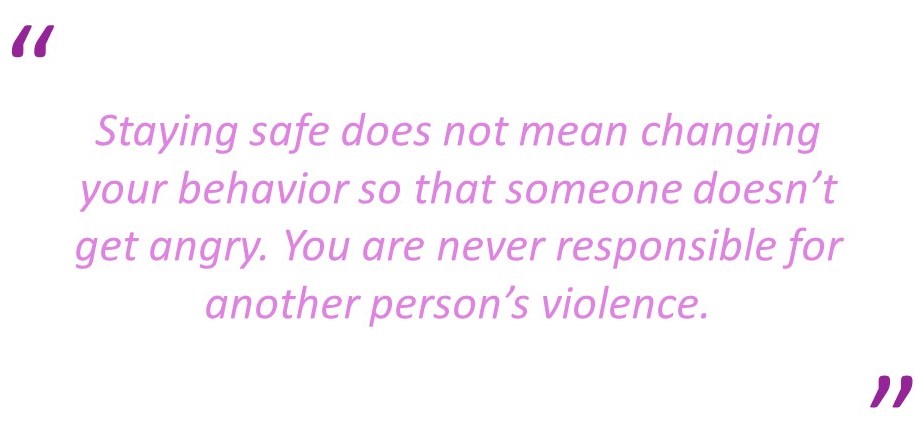 “
Staying safe does not mean changing
your behavior so that someone doesn’t
get angry. You are never responsible for
another person’s violence.
”